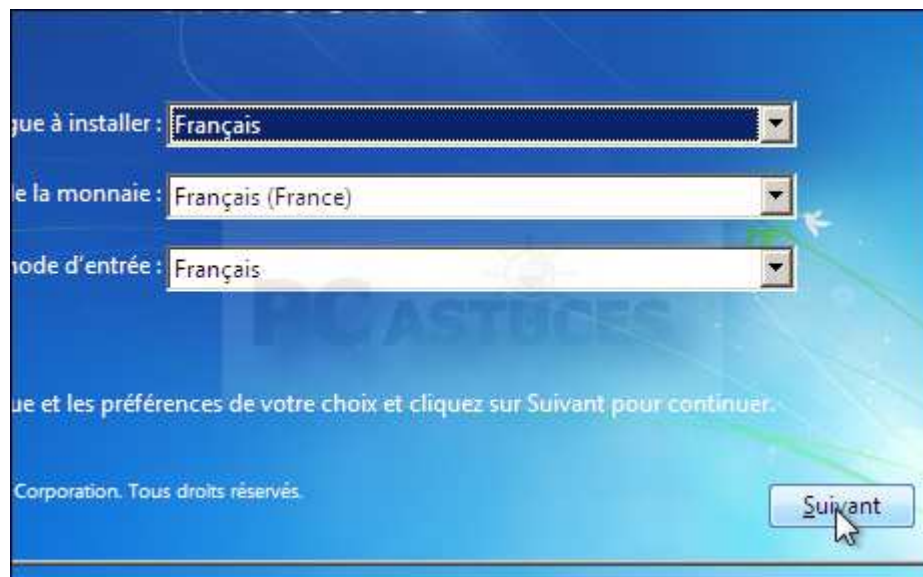 gue à installer : Français
e la monnaie : Français (France)
node d'entrée : Français
PC ASTUCES
ue et les préférences de votre choix et cliquez sur Suivant pour continuer.
Corporation. Tous droits réservés.
Suivant